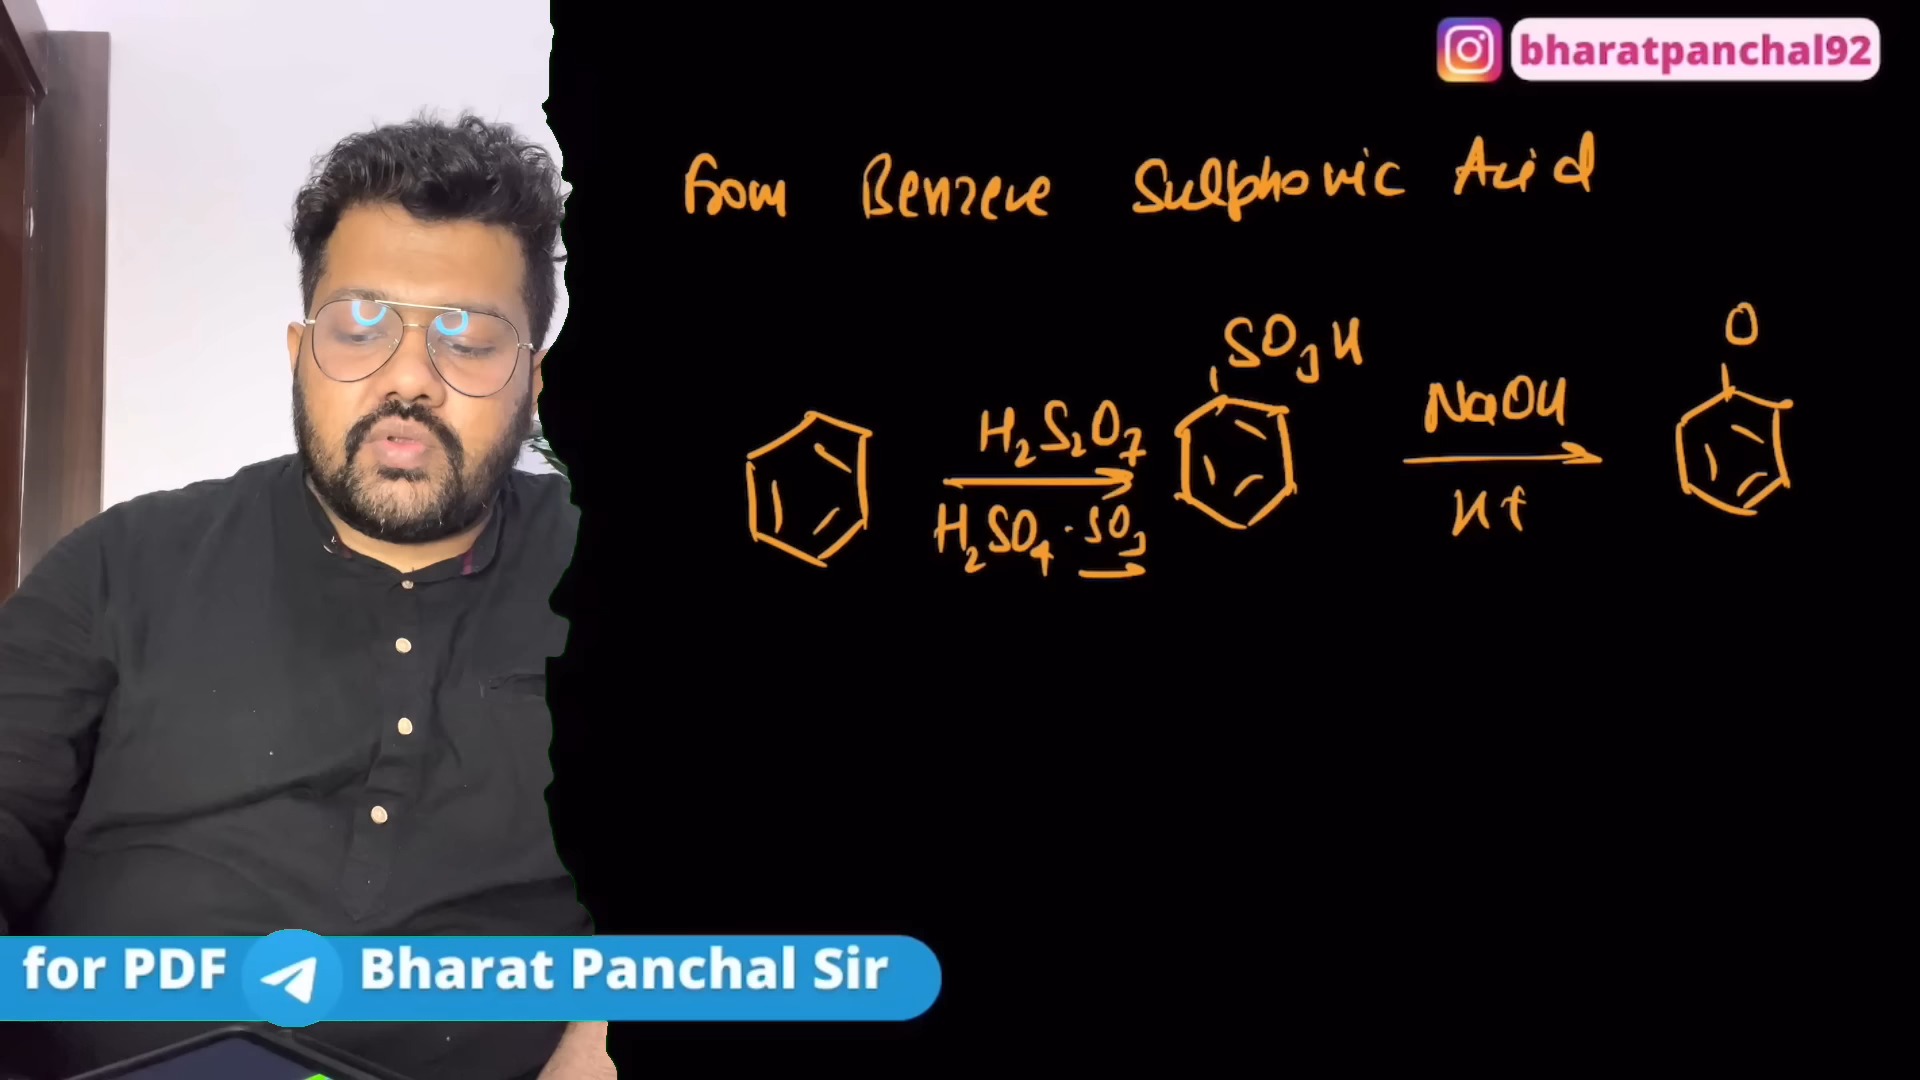 bharatpanchal92
From Benzene Sulphonic Acid
SO3H
O
H2S2O7
NaOH
H2SO4 · SO3
H+
for PDF Bharat Panchal Sir